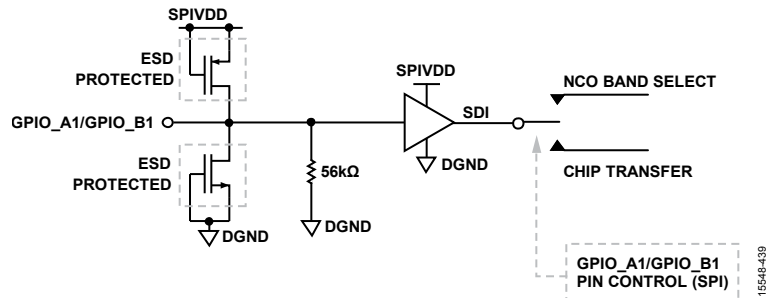 SPIVDD
ESD
PROTECTED
SPIVDD
NCO BAND SELECT
SDI
GPIO_A1/GPIO_B1
ESD
PROTECTED
56kΩ
DGND
CHIP TRANSFER
DGND
DGND
GPIO_A1/GPIO_B1
PIN CONTROL (SPI)
15548-439